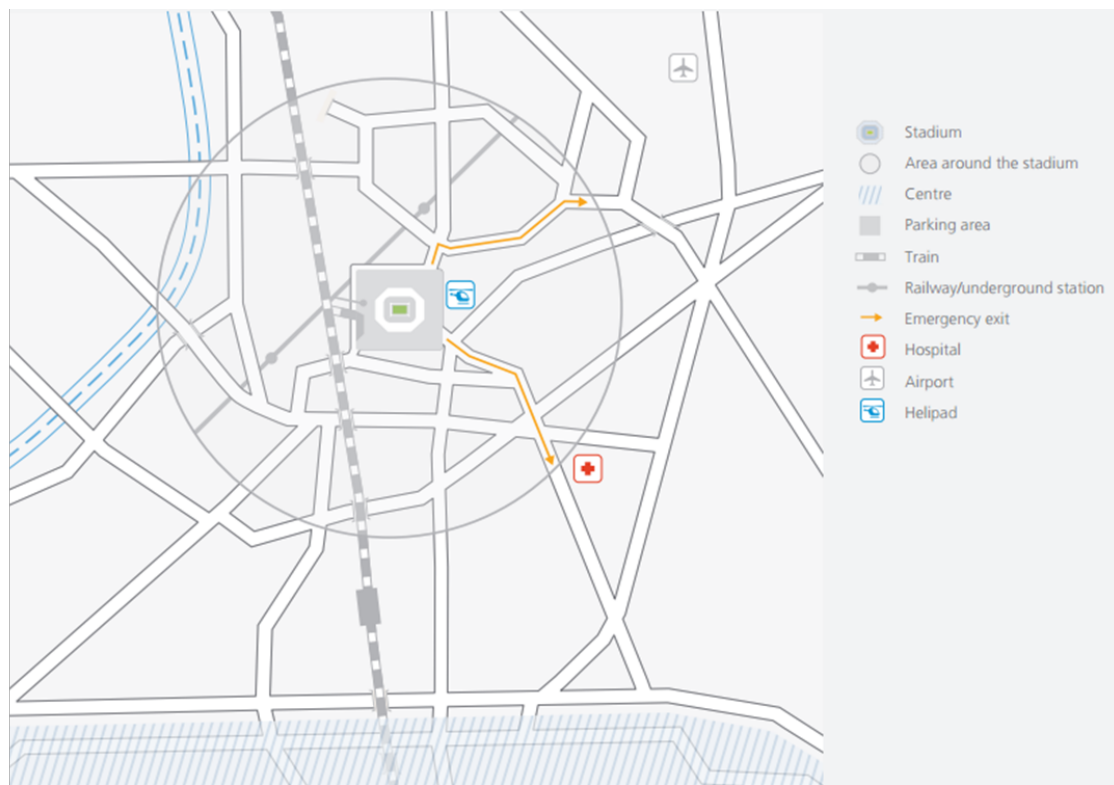 Stadium
Area around the stadium
Centre
Parking area
Train
Railway/underground station
Emergency exit
Hospital
Airport
Helipad